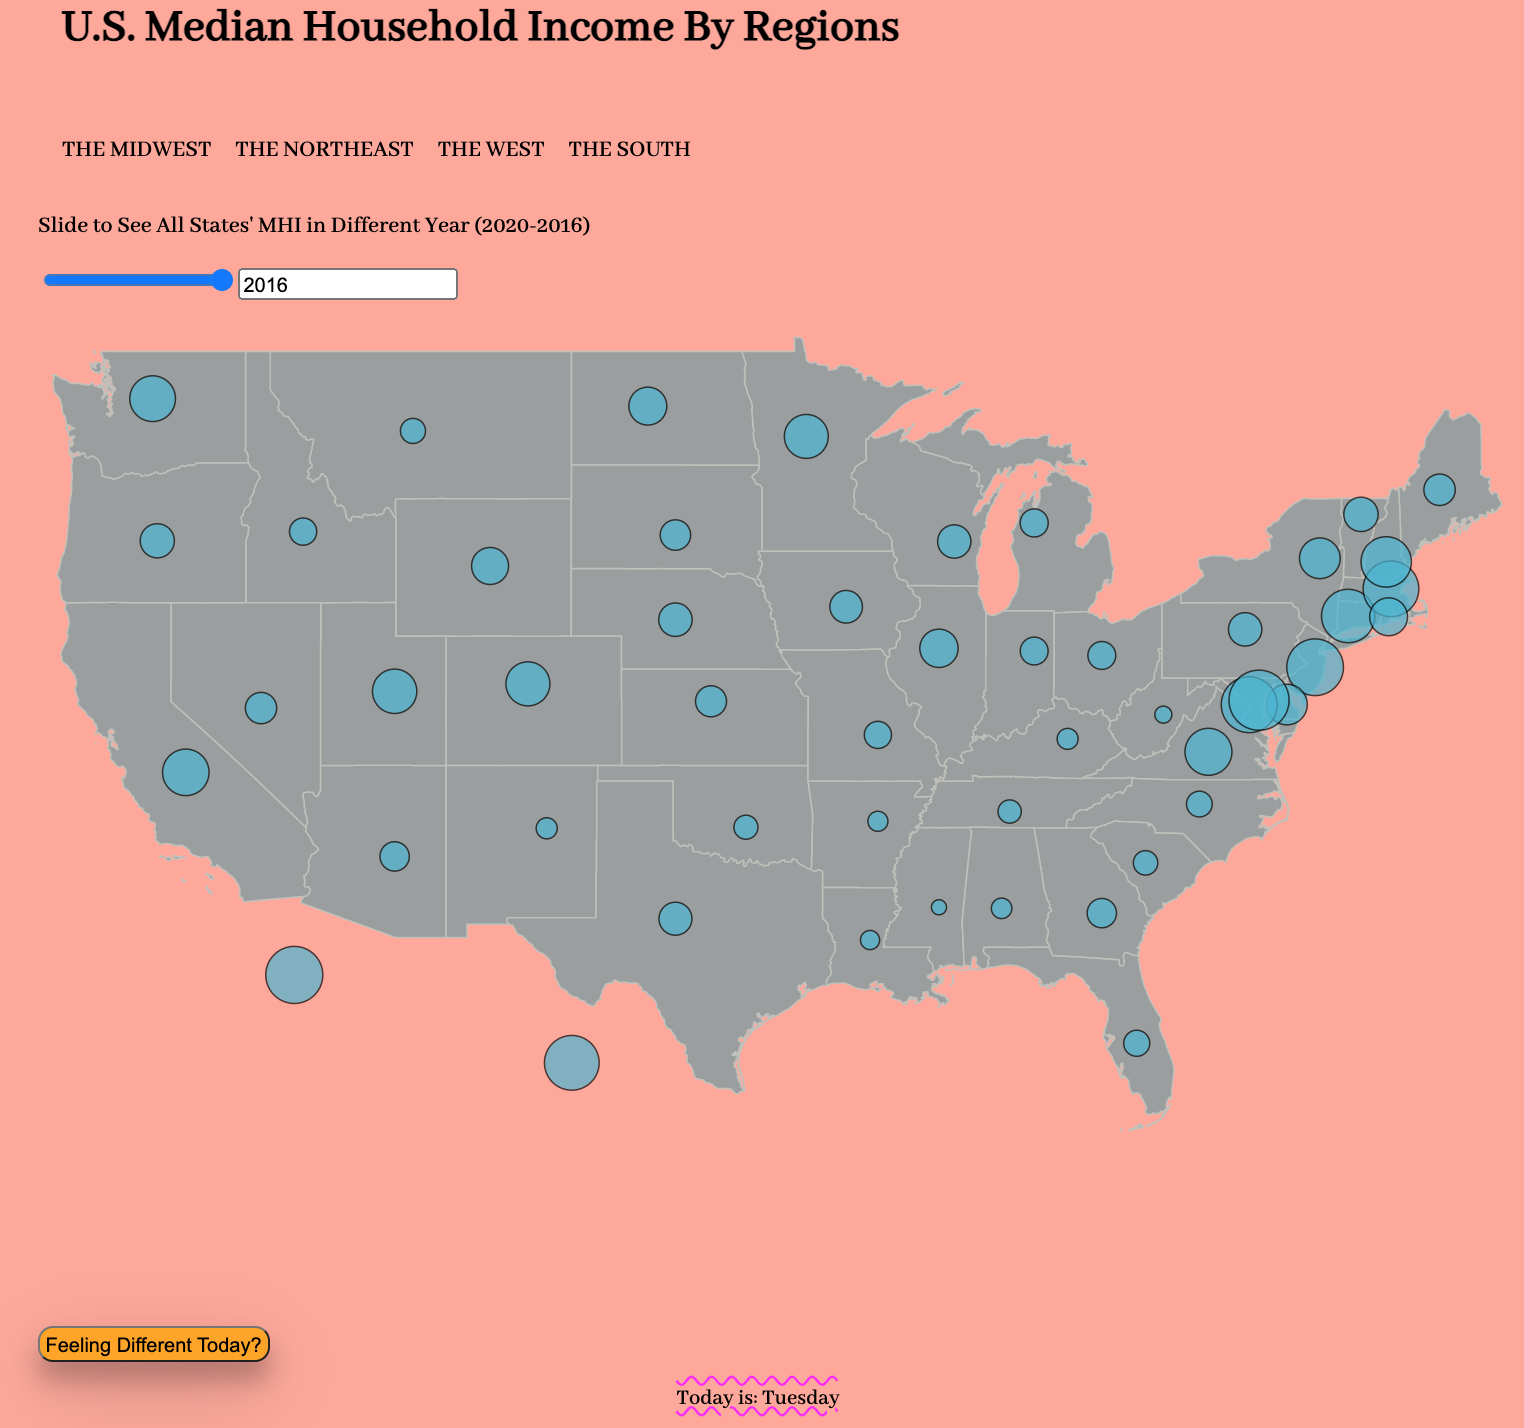 U.S. Median Household Income By Regions
THE MIDWEST THE NORTHEAST THE WEST THE SOUTH
Slide to See All States' MHI in Different Year (2020-2016)
2016
Feeling Different Today?
Today is: Tuesday